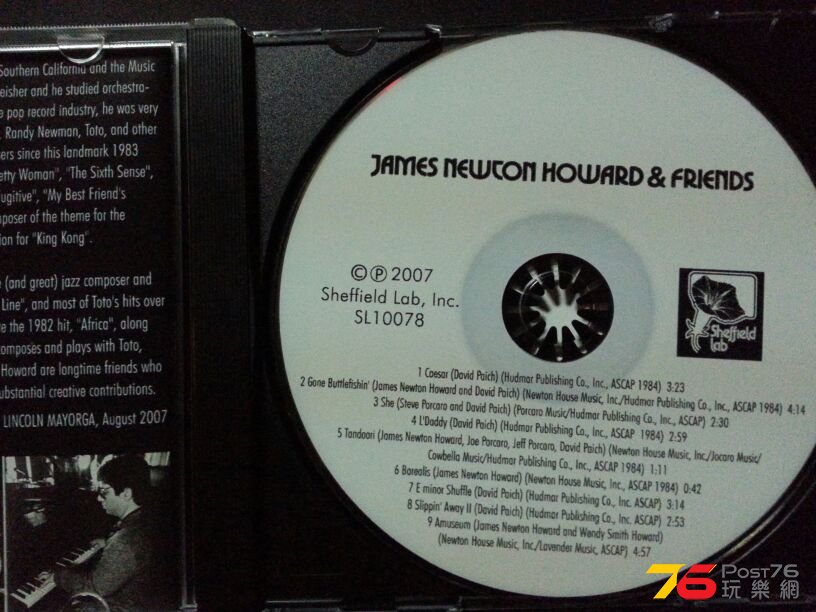 Southern California and the Music
eisher and he studied orchestra-
e pop record industry, he was very
Randy Newman, Toto, and other
ers since this landmark 1983
etty Woman", "The Sixth Sense",
ugitive", "My Best Friend's
poser of the theme for the
ion for "King Kong".
e (and great) jazz composer and
Line", and most of Toto's hits over
e the 1982 hit, "Africa", along
omposes and plays with Toto,
Howard are longtime friends who
ubstantial creative contributions.
LINCOLN MAYORGA, August 2007
JAMES NEWTON HOWARD & FRIENDS
©℗ 2007
Sheffield Lab, Inc.
SL10078
Sheffield
lab
1 Caesar (David Paich) (Hudmar Publishing Co., Inc., ASCAP 1984) 3:23
2 Gone Buttlefishin' (James Newton Howard and David Paich) (Newton House Music, Inc./Hudmar Publishing Co., Inc., ASCAP 1984) 4:14
3 She (Steve Porcaro and David Paich) (Porcaro Music/Hudmar Publishing Co., Inc., ASCAP) 2:30
4 L'Daddy (David Paich) (Hudmar Publishing Co., Inc., ASCAP 1984) 2:59
5 Tandoori (James Newton Howard, Joe Porcaro, Jeff Porcaro, David Paich) (Newton House Music, Inc./Jocaro Music/
Cowbella Music/Hudmar Publishing Co., Inc., ASCAP 1984) 1:11
6 Borealis (James Newton Howard) (Newton House Music, Inc., ASCAP) 0:42
7 E minor Shuffle (David Paich) (Hudmar Publishing Co., Inc., ASCAP) 3:14
8 Slippin' Away II (David Paich) (Hudmar Publishing Co., Inc., ASCAP) 2:53
9 Amuseum (James Newton Howard and Wendy Smith Howard)
(Newton House Music, Inc./Lavender Music, ASCAP) 4:57
76 Post76
玩樂網